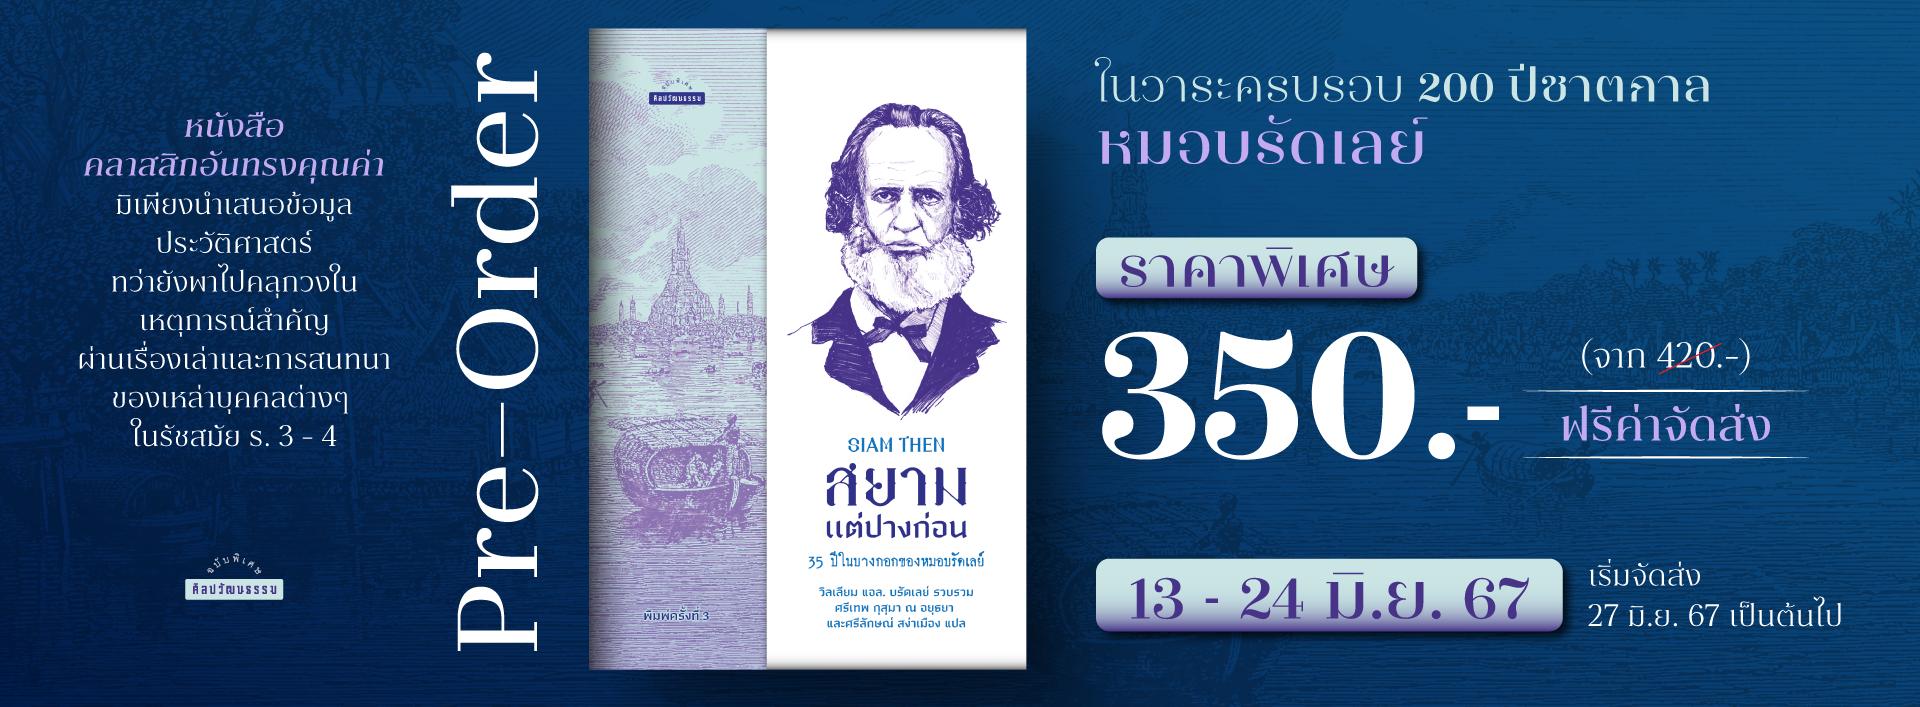 หนังสือ
คลาสสิกอันทรงคุณค่า
มิเพียงนำเสนอข้อมูล
ประวัติศาสตร์
ทว่ายังพาไปคลุกวงใน
เหตุการณ์สำคัญ
ผ่านเรื่องเล่าและการสนทนา
ของเหล่าบุคคลต่างๆ
ในรัชสมัย ร. 3 - 4
ฉบับพิเศษ
ศิลปวัฒนธรรม
Pre-Order
ฉบับพิเศษ
ศิลปวัฒนธรรม
พิมพ์ครั้งที่ 3
SIAM THEN
สยาม
แต่ปางก่อน
35 ปีในบางกอกของหมอบรัดเลย์
วิลเลียม แอล. บรัดเลย์ รวบรวม
ศรีเทพ กุสุมา ณ อยุธยา
และศรีลักษณ์ สง่าเมือง แปล
ในวาระครบรอบ 200 ปีชาตกาล
หมอบรัดเลย์
ราคาพิเศษ
350.-
(จาก 420.-)
ฟรีค่าจัดส่ง
13 - 24 มิ.ย. 67
เริ่มจัดส่ง
27 มิ.ย. 67 เป็นต้นไป